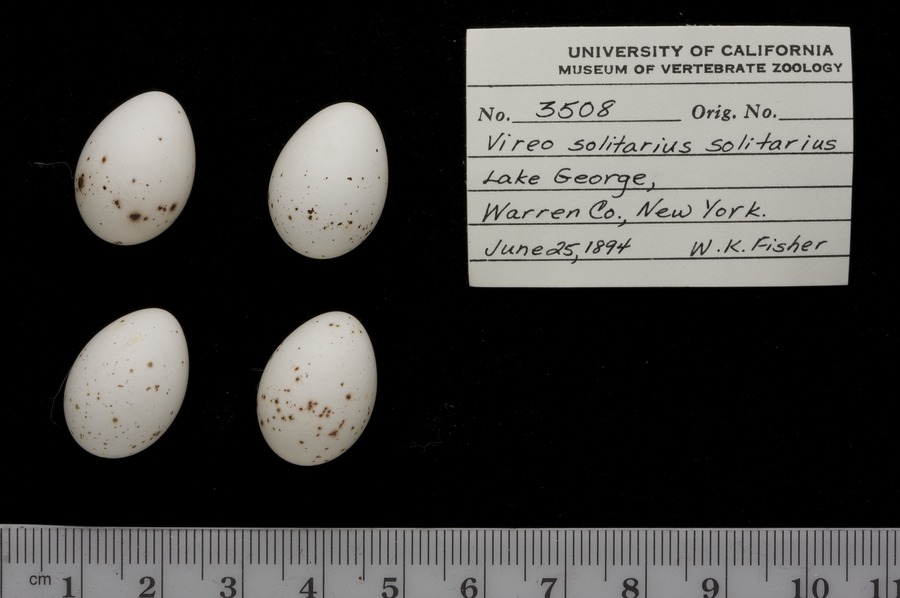 UNIVERSITY OF CALIFORNIA
MUSEUM OF VERTEBRATE ZOOLOGY
No. 3508 Orig. No.
Vireo solitarius solitarius
Lake George,
Warren Co., New York.
June 25, 1894 W. K. Fisher
cm 1 2 3 4 5 6 7 8 9 10 11